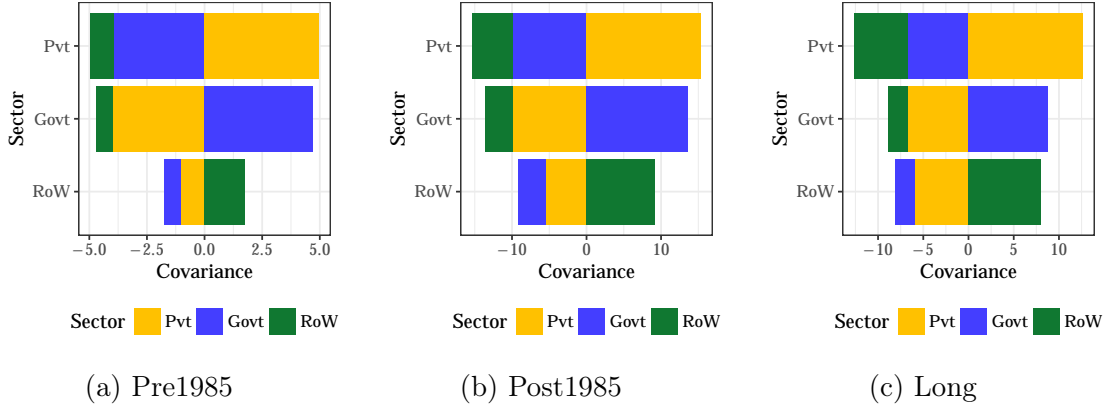 Sector
Pvt
Govt
RoW
−5.0 −2.5 0.0 2.5 5.0
Covariance
Sector Pvt Govt RoW
(a) Pre1985
Sector
Pvt
Govt
RoW
−10 0 10
Covariance
Sector Pvt Govt RoW
(b) Post1985
Sector
Pvt
Govt
RoW
−10 −5 0 5 10
Covariance
Sector Pvt Govt RoW
(c) Long